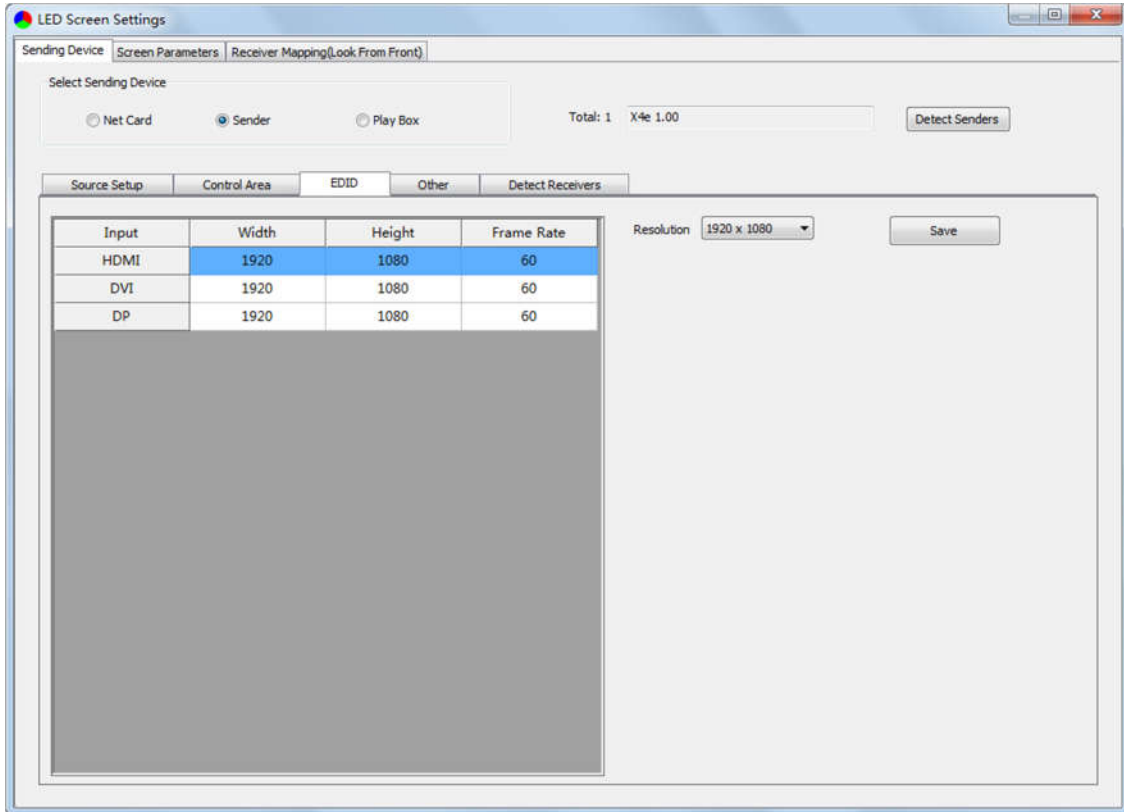 LED Screen Settings
Sending Device Screen Parameters Receiver Mapping(Look From Front)
Select Sending Device
Net Card Sender Play Box Total: 1 X4e 1.00 Detect Senders
Source Setup Control Area EDID Other Detect Receivers
Input Width Height Frame Rate Resolution 1920 x 1080 Save
HDMI 1920 1080 60
DVI 1920 1080 60
DP 1920 1080 60